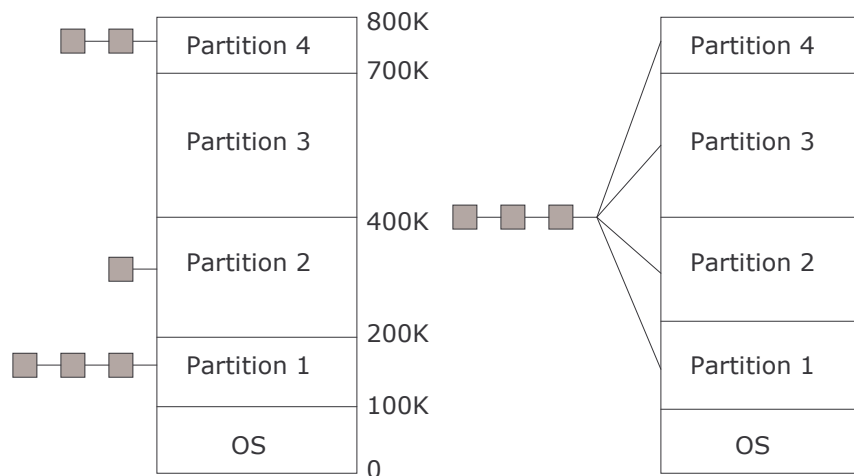 800K
Partition 4
700K
Partition 3
400K
Partition 2
200K
Partition 1
100K
OS
0
Partition 4
Partition 3
Partition 2
Partition 1
OS